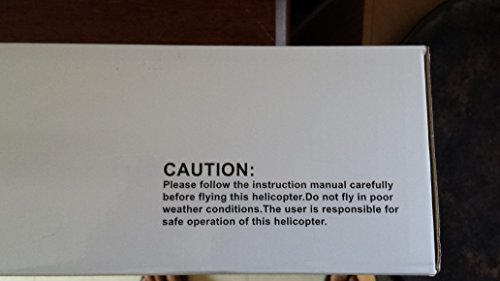 CAUTION:
Please follow the instruction manual carefully
before flying this helicopter.Do not fly in poor
weather conditions.The user is responsible for
safe operation of this helicopter.